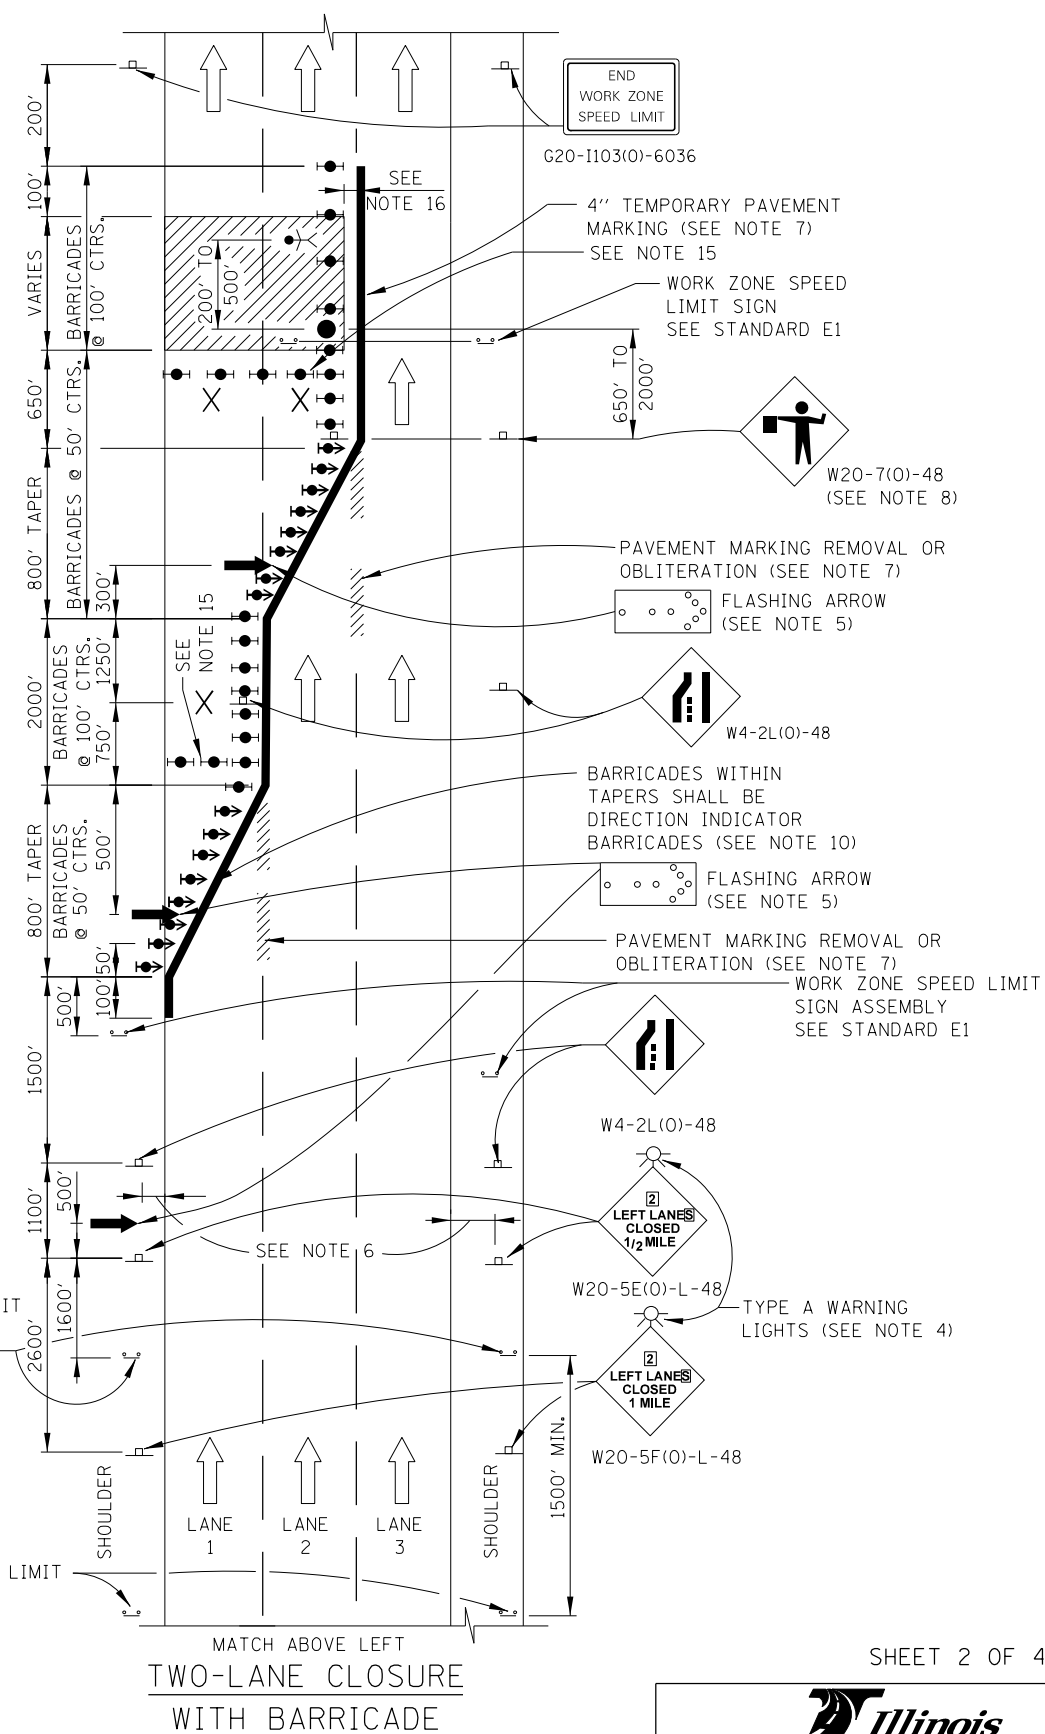 END
WORK ZONE
SPEED LIMIT
G20-I103(O)-6036
200'
100'
SEE
NOTE 16
4'' TEMPORARY PAVEMENT
MARKING (SEE NOTE 7)
SEE NOTE 15
VARIES
BARRICADES
@ 100' CTRS.
200' TO
500'
WORK ZONE SPEED
LIMIT SIGN
SEE STANDARD E1
650'
BARRICADES @ 50' CTRS.
650' TO
2000'
W20-7(O)-48
(SEE NOTE 8)
800' TAPER
300'
PAVEMENT MARKING REMOVAL OR
OBLITERATION (SEE NOTE 7)
FLASHING ARROW
(SEE NOTE 5)
2000'
BARRICADES
@ 100' CTRS.
1250'
750'
SEE
NOTE 15
W4-2L(O)-48
BARRICADES WITHIN
TAPERS SHALL BE
DIRECTION INDICATOR
BARRICADES (SEE NOTE 10)
800' TAPER
BARRICADES
@ 50' CTRS.
500'
50'
100'
FLASHING ARROW
(SEE NOTE 5)
PAVEMENT MARKING REMOVAL OR
OBLITERATION (SEE NOTE 7)
WORK ZONE SPEED LIMIT
SIGN ASSEMBLY
SEE STANDARD E1
500'
1500'
W4-2L(O)-48
1100'
500'
2
LEFT LANES
CLOSED
1/2 MILE
SEE NOTE 6
W20-5E(O)-L-48
TYPE A WARNING
LIGHTS (SEE NOTE 4)
IT
2600'
1600'
2
LEFT LANES
CLOSED
1 MILE
W20-5F(O)-L-48
1500' MIN.
SHOULDER
LANE
1
LANE
2
LANE
3
SHOULDER
LIMIT
MATCH ABOVE LEFT
TWO-LANE CLOSURE
WITH BARRICADE
SHEET 2 OF 4
Illinois